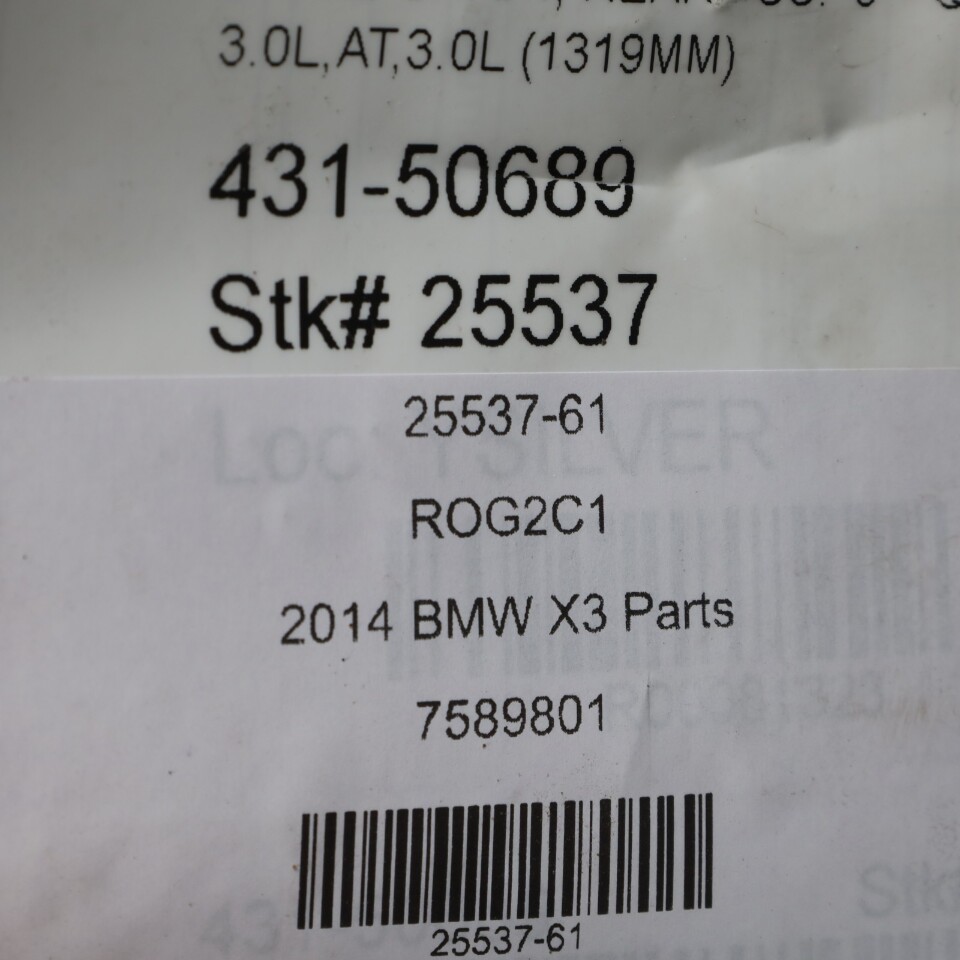 3.0L,AT,3.0L (1319MM)
431-50689
Stk# 25537
25537-61
ROG2C1
2014 BMW X3 Parts
7589801
25537-61